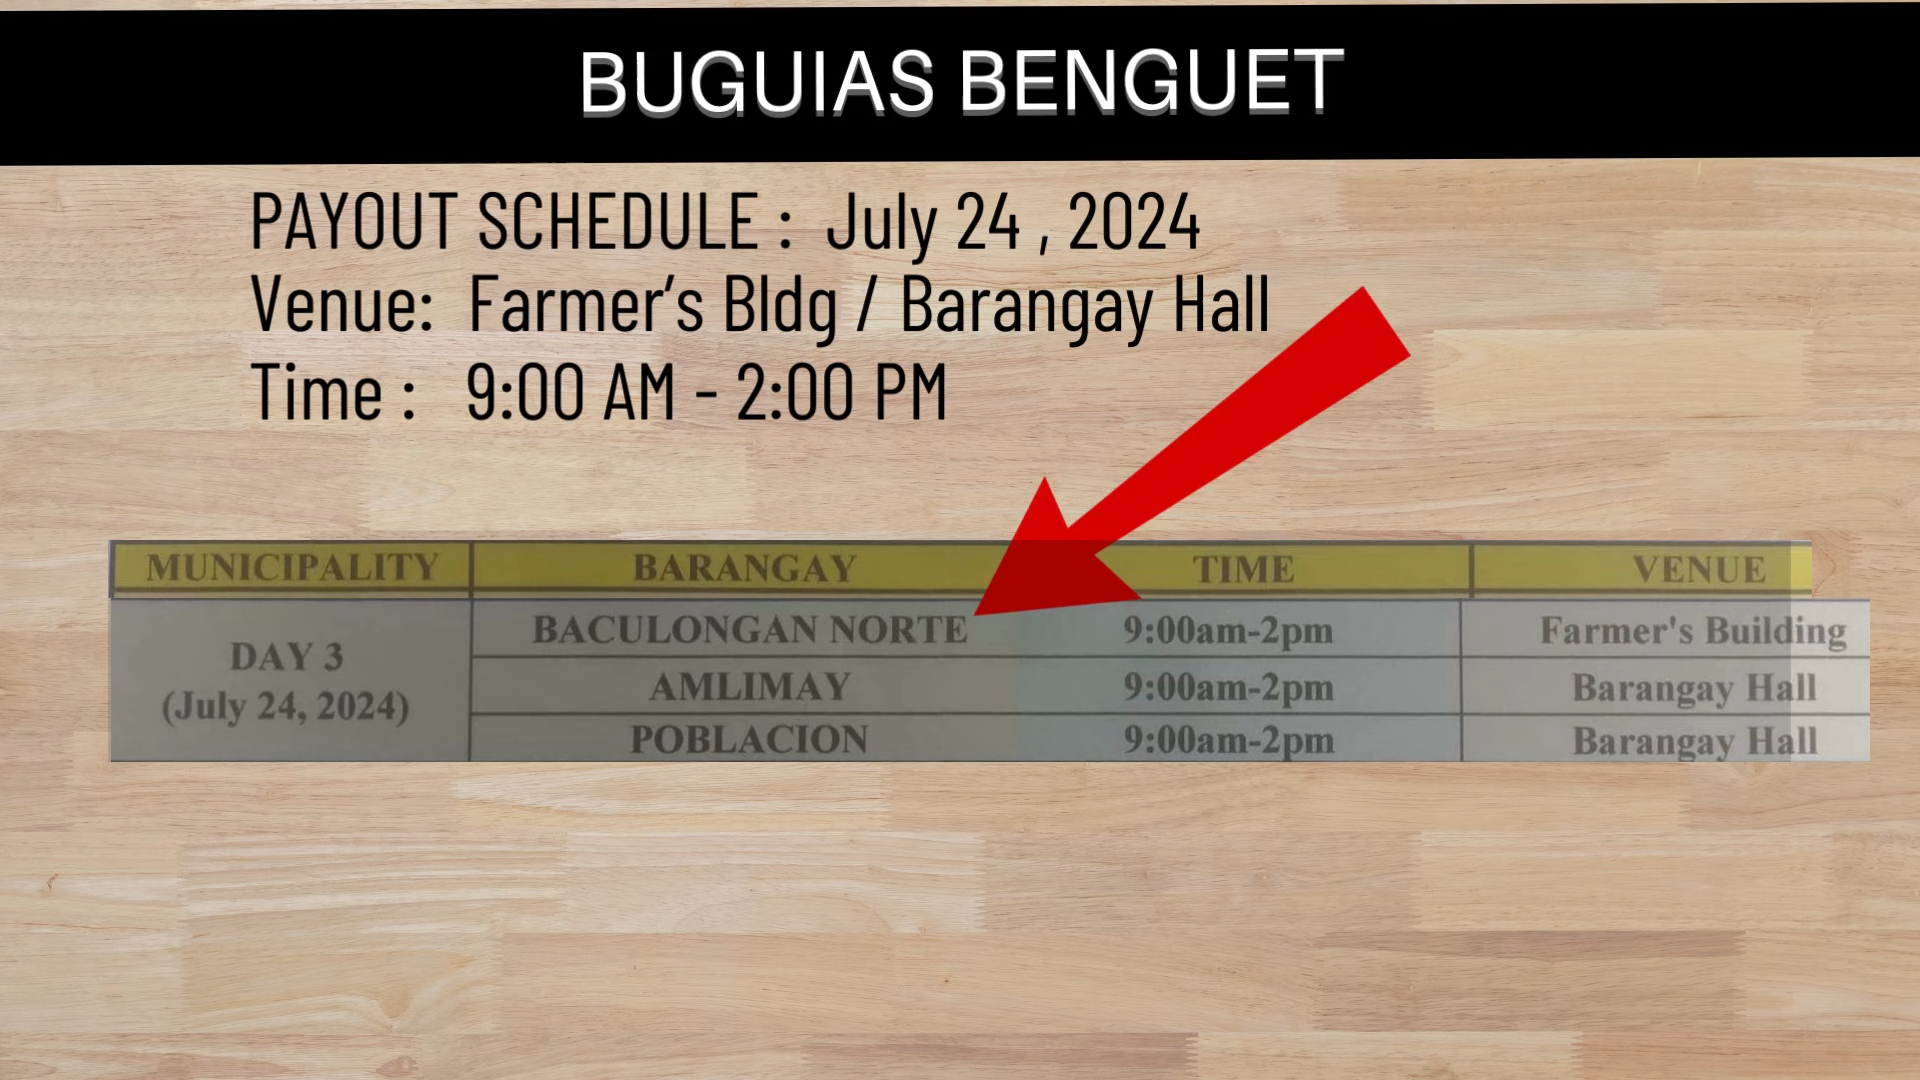 BUGUIAS BENGUET
PAYOUT SCHEDULE : July 24 , 2024
Venue: Farmer's Bldg / Barangay Hall
Time : 9:00 AM - 2:00 PM
MUNICIPALITY BARANGAY TIME VENUE
DAY 3
(July 24, 2024)
BACULONGAN NORTE 9:00am-2pm Farmer's Building
AMLIMAY 9:00am-2pm Barangay Hall
POBLACION 9:00am-2pm Barangay Hall